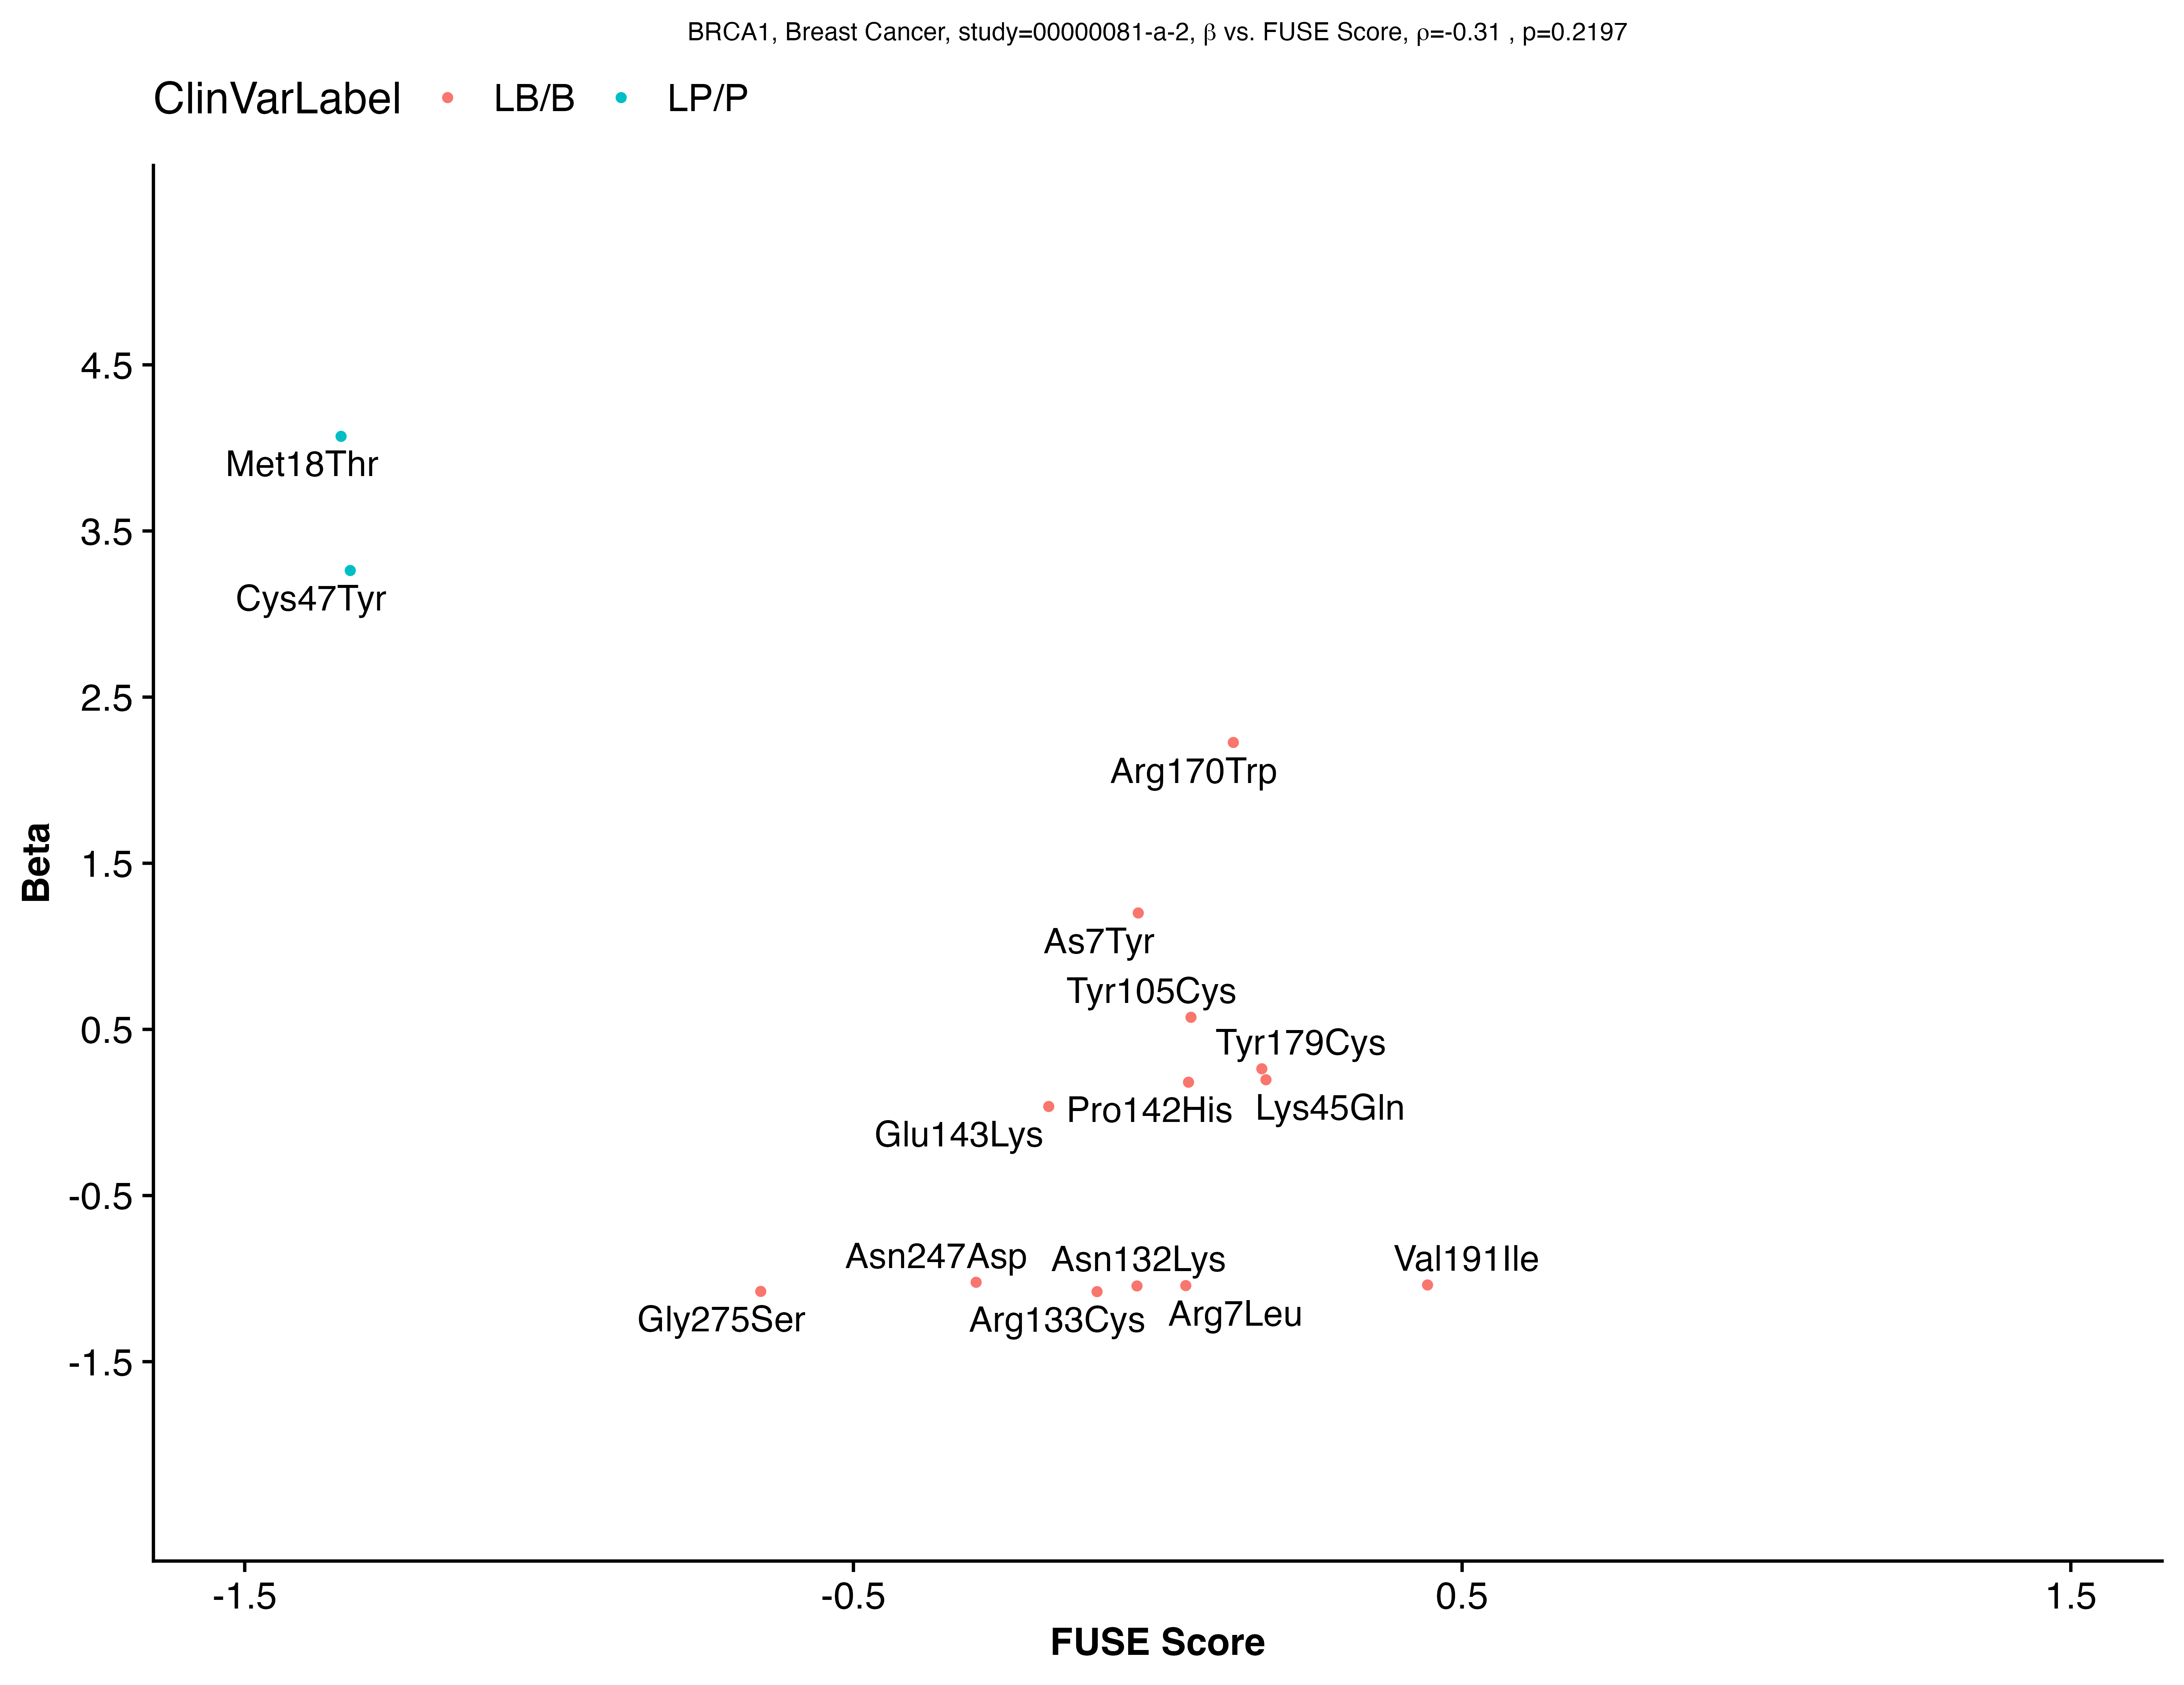 BRCA1, Breast Cancer, study=00000081-a-2, β vs. FUSE Score, ρ=-0.31 , p=0.2197
ClinVarLabel LB/B LP/P
4.5
Met18Thr
3.5
Cys47Tyr
2.5
Arg170Trp
Beta
1.5
As7Tyr
Tyr105Cys
0.5
Tyr179Cys
Pro142His Lys45Gln
Glu143Lys
-0.5
Asn247Asp Asn132Lys Val191Ile
Gly275Ser Arg133Cys Arg7Leu
-1.5
-1.5 -0.5 0.5 1.5
FUSE Score